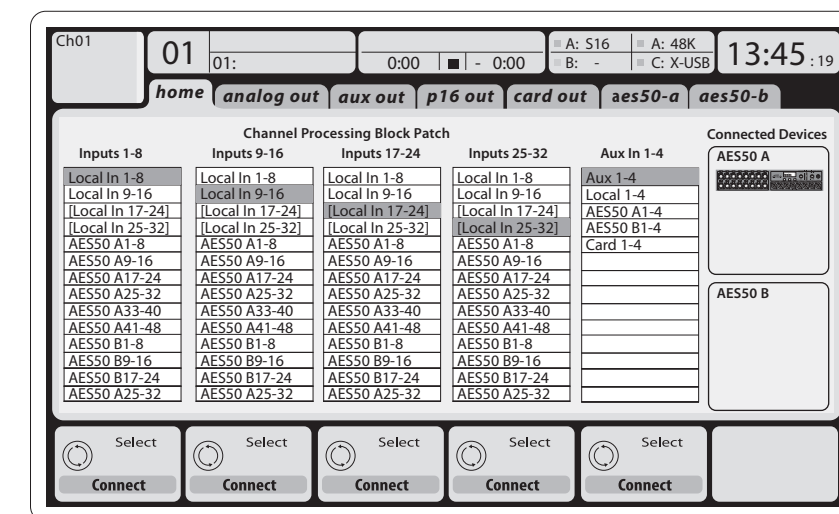 Ch01
01
01:
0:00
- 0:00
A: S16
B: -
A: 48K
C: X-USB
13:45 : 19
home
analog out
aux out
p16 out
card out
aes50-a
aes50-b
Channel Processing Block Patch
Connected Devices
Inputs 1-8
Local In 1-8
Local In 9-16
[Local In 17-24]
[Local In 25-32]
AES50 A1-8
AES50 A9-16
AES50 A17-24
AES50 A25-32
AES50 A33-40
AES50 A41-48
AES50 B1-8
AES50 B9-16
AES50 B17-24
AES50 A25-32
Inputs 9-16
Local In 1-8
Local In 9-16
[Local In 17-24]
[Local In 25-32]
AES50 A1-8
AES50 A9-16
AES50 A17-24
AES50 A25-32
AES50 A33-40
AES50 A41-48
AES50 B1-8
AES50 B9-16
AES50 B17-24
AES50 A25-32
Inputs 17-24
Local In 1-8
Local In 9-16
[Local In 17-24]
[Local In 25-32]
AES50 A1-8
AES50 A9-16
AES50 A17-24
AES50 A25-32
AES50 A33-40
AES50 A41-48
AES50 B1-8
AES50 B9-16
AES50 B17-24
AES50 A25-32
Inputs 25-32
Local In 1-8
Local In 9-16
[Local In 17-24]
[Local In 25-32]
AES50 A1-8
AES50 A9-16
AES50 A17-24
AES50 A25-32
AES50 A33-40
AES50 A41-48
AES50 B1-8
AES50 B9-16
AES50 B17-24
AES50 A25-32
Aux In 1-4
Aux 1-4
Local 1-4
AES50 A1-4
AES50 B1-4
Card 1-4
AES50 A
AES50 B
Select
Connect
Select
Connect
Select
Connect
Select
Connect
Select
Connect